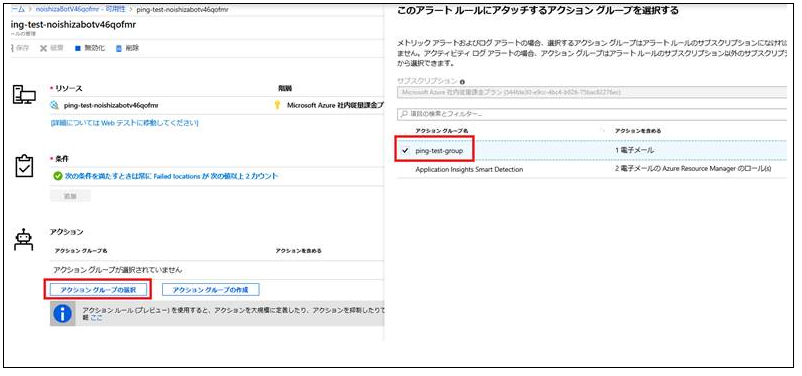 ーム > noishizabotv46qofmr - 可用性 > ping-test-noishizabotv46qofmr
ing-test-noishizabotv46qofmr
ールの管理
保存 破棄 無効化 削除
* リソース
階層
ping-test-noishizabotv46qofmr
Microsoft Azure 社内従量課金プ
[詳細については Web テストに移動してください]
* 条件
次の条件を満たすときは常に Failed locations が 次の値以上 2 カウント
追加
アクション
アクション グループ名
アクションを含める
アクション グループが選択されていません
アクション グループの選択
アクション グループの作成
アクション ルール (プレビュー) を使用すると、アクションを大規模に定義したり、アクションを抑制したりで
細 ここ
このアラート ルールにアタッチするアクション グループを選択する
メトリック アラートおよびログ アラートの場合、選択するアクション グループはアラート ルールのサブスクリプションになけれ
ません。アクティビティ ログ アラートの場合、アクション グループはアラート ルールのサブスクリプション以外のサブスクリプ
から選択できます。
サブスクリプション
Microsoft Azure 社内従量課金プラン
項目の検索とフィルター...
アクション グループ名
アクションを含める
ping-test-group
1 電子メール
Application Insights Smart Detection
2 電子メールの Azure Resource Manager のロール(s)